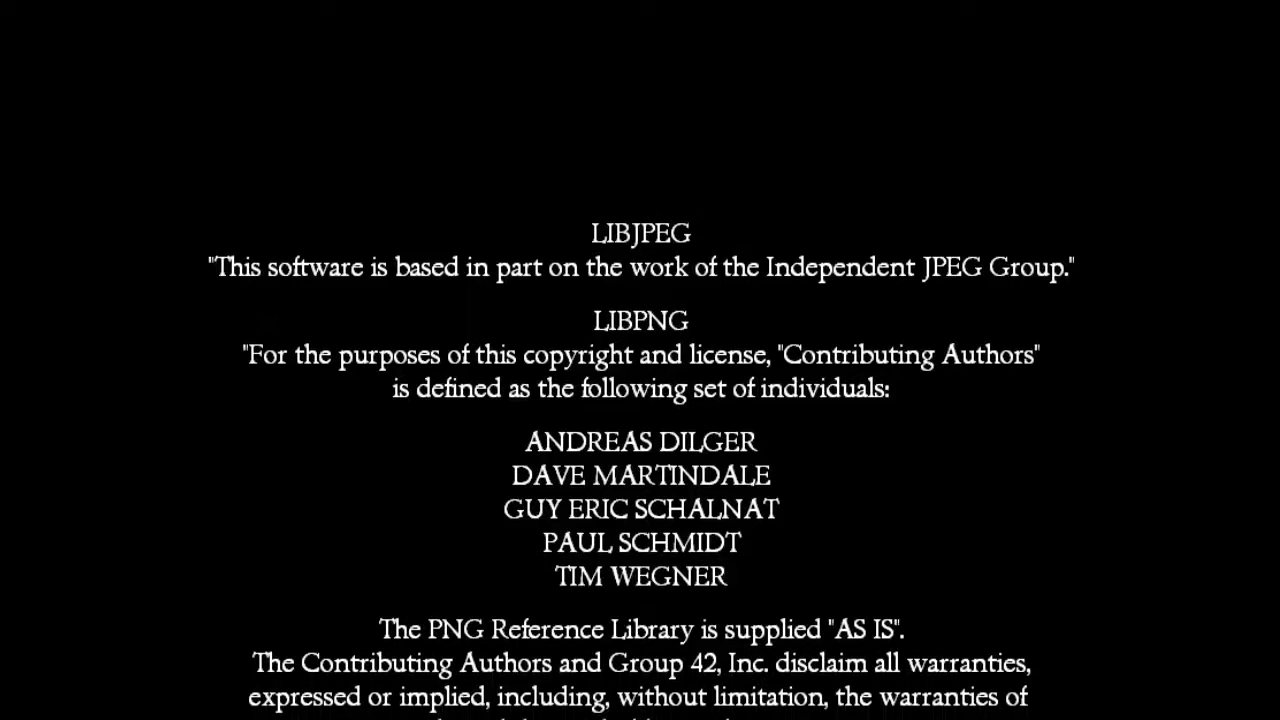 LIBJPEG
"This software is based in part on the work of the Independent JPEG Group."
LIBPNG
"For the purposes of this copyright and license, "Contributing Authors"
is defined as the following set of individuals:
ANDREAS DILGER
DAVE MARTINDALE
GUY ERIC SCHALNAT
PAUL SCHMIDT
TIM WEGNER
The PNG Reference Library is supplied "AS IS".
The Contributing Authors and Group 42, Inc. disclaim all warranties,
expressed or implied, including, without limitation, the warranties of